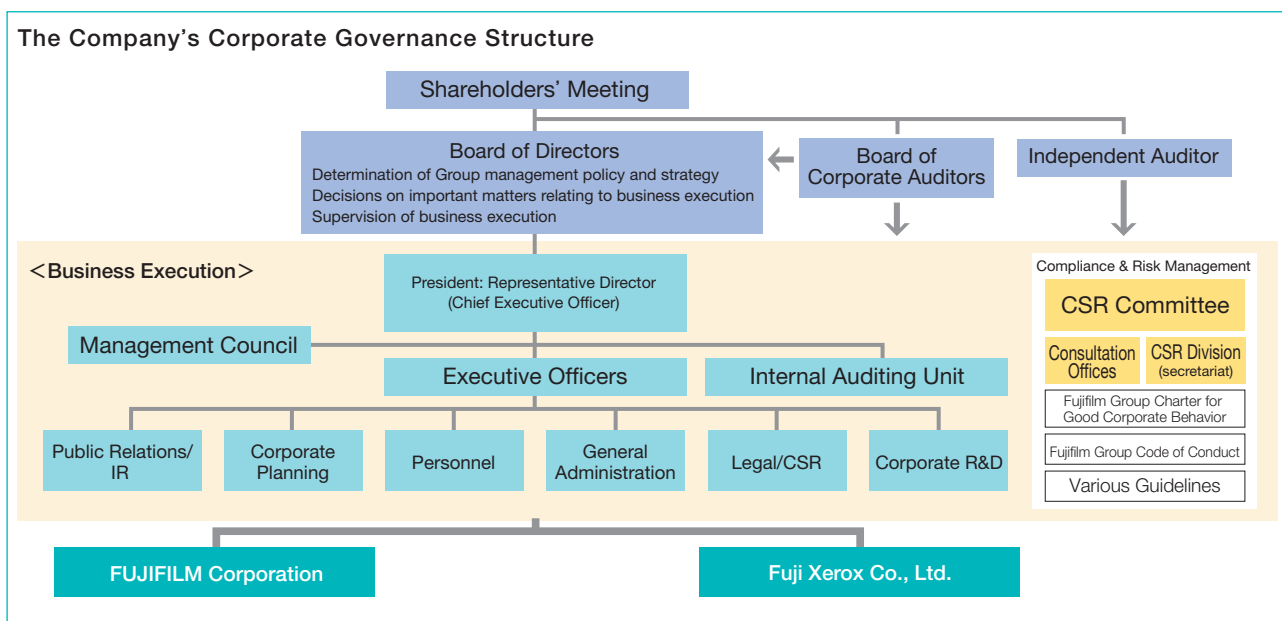 The Company's Corporate Governance Structure
Shareholders' Meeting
Board of Directors
Determination of Group management policy and strategy
Decisions on important matters relating to business execution
Supervision of business execution
Board of
Corporate Auditors
Independent Auditor
<Business Execution>
President: Representative Director
(Chief Executive Officer)
Management Council
Executive Officers
Internal Auditing Unit
Public Relations/
IR
Corporate
Planning
Personnel
General
Administration
Legal/CSR
Corporate R&D
Compliance & Risk Management
CSR Committee
Consultation
Offices
CSR Division
(secretariat)
Fujifilm Group Charter for
Good Corporate Behavior
Fujifilm Group Code of Conduct
Various Guidelines
FUJIFILM Corporation
Fuji Xerox Co., Ltd.